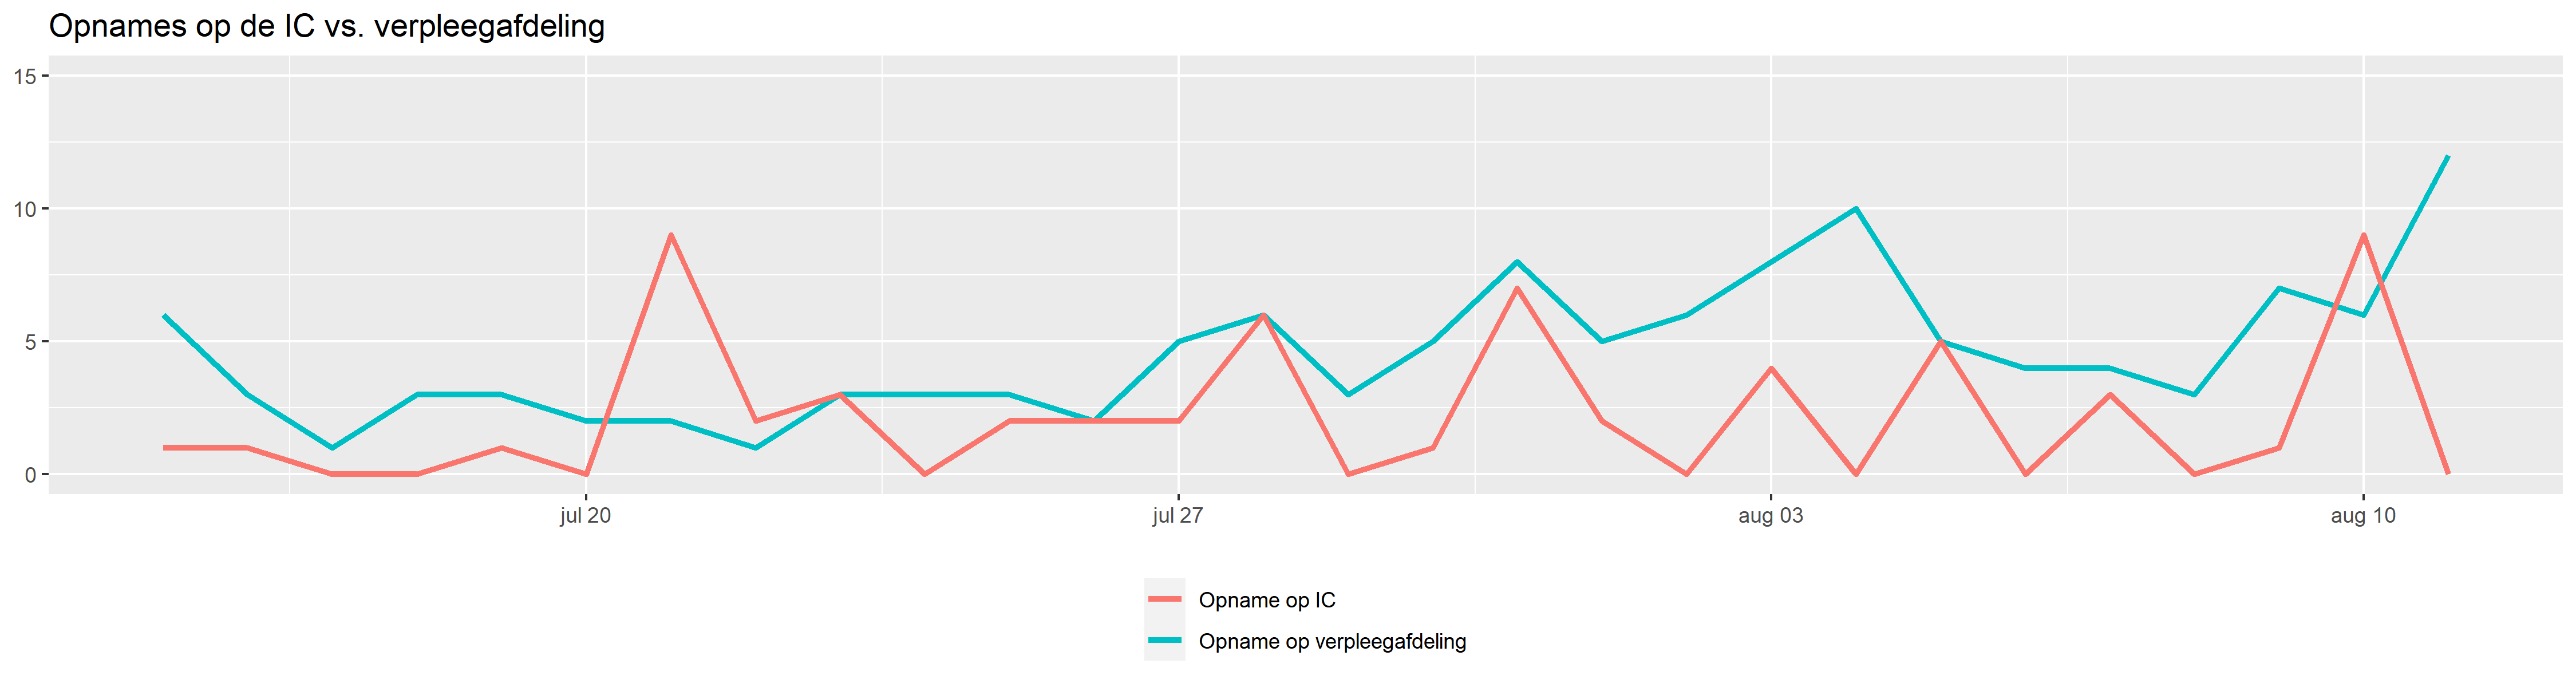 Opnames op de IC vs. verpleegafdeling
15
10
5
0
jul 20
jul 27
aug 03
aug 10
Opname op IC
Opname op verpleegafdeling